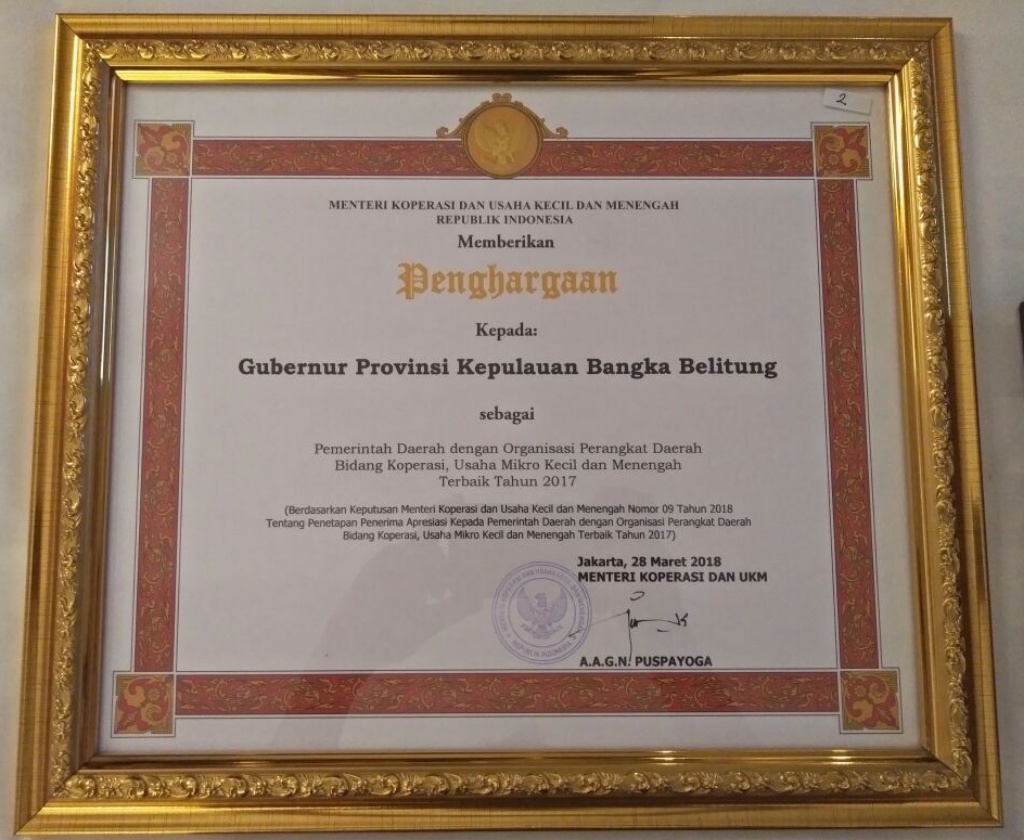 2
MENTERI KOPERASI DAN USAHA KECIL DAN MENENGAH
REPUBLIK INDONESIA
Memberikan
Penghargaan
Kepada:
Gubernur Provinsi Kepulauan Bangka Belitung
sebagai
Pemerintah Daerah dengan Organisasi Perangkat Daerah
Bidang Koperasi, Usaha Mikro Kecil dan Menengah
Terbaik Tahun 2017
(Berdasarkan Keputusan Menteri Koperasi dan Usaha Kecil dan Menengah Nomor 09 Tahun 2018
Tentang Penetapan Penerima Apresiasi Kepada Pemerintah Daerah dengan Organisasi Perangkat Daerah
Bidang Koperasi, Usaha Mikro Kecil dan Menengah Terbaik Tahun 2017)
Jakarta, 28 Maret 2018
MENTERI KOPERASI DAN UKM
REPUBLIK INDONESIA
A.A.G.N. PUSPAYOGA